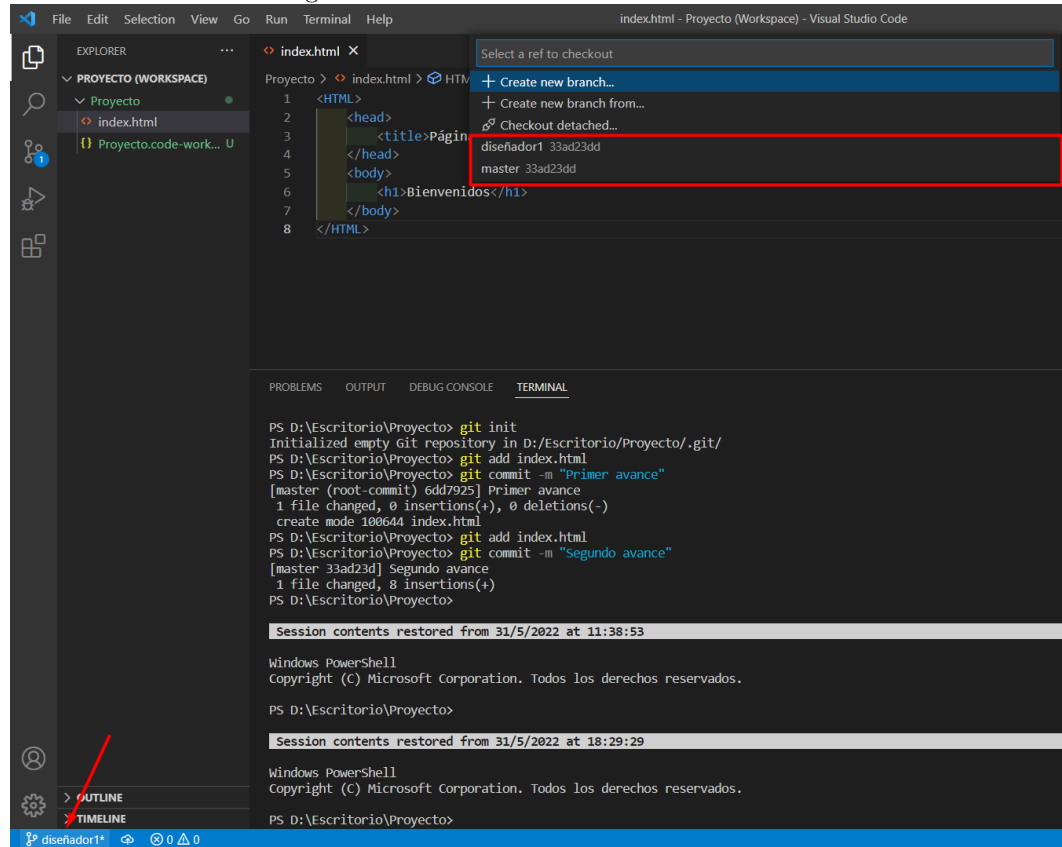 File Edit Selection View Go Run Terminal Help
index.html - Proyecto (Workspace) - Visual Studio Code
EXPLORER ...
PROYECTO (WORKSPACE)
Proyecto
index.html
Proyecto.code-work... U
1
index.html
Proyecto > index.html > HTM
Select a ref to checkout
Create new branch...
Create new branch from...
Checkout detached...
diseñador1 33ad23dd
master 33ad23dd
1 <HTML>
2 <head>
3 <title>Página
4 </head>
5 <body>
6 <h1>Bienvenidos</h1>
7 </body>
8 </HTML>
PROBLEMS OUTPUT DEBUG CONSOLE TERMINAL
PS D:\Escritorio\Proyecto> git init
Initialized empty Git repository in D:/Escritorio/Proyecto/.git/
PS D:\Escritorio\Proyecto> git add index.html
PS D:\Escritorio\Proyecto> git commit -m "Primer avance"
[master (root-commit) 6dd7925] Primer avance
1 file changed, 0 insertions(+), 0 deletions(-)
create mode 100644 index.html
PS D:\Escritorio\Proyecto> git add index.html
PS D:\Escritorio\Proyecto> git commit -m "Segundo avance"
[master 33ad23d] Segundo avance
1 file changed, 8 insertions(+)
PS D:\Escritorio\Proyecto>
Session contents restored from 31/5/2022 at 11:38:53
Windows PowerShell
Copyright (C) Microsoft Corporation. Todos los derechos reservados.
PS D:\Escritorio\Proyecto>
Session contents restored from 31/5/2022 at 18:29:29
Windows PowerShell
Copyright (C) Microsoft Corporation. Todos los derechos reservados.
PS D:\Escritorio\Proyecto>
OUTLINE
TIMELINE
diseñador1* 0 0